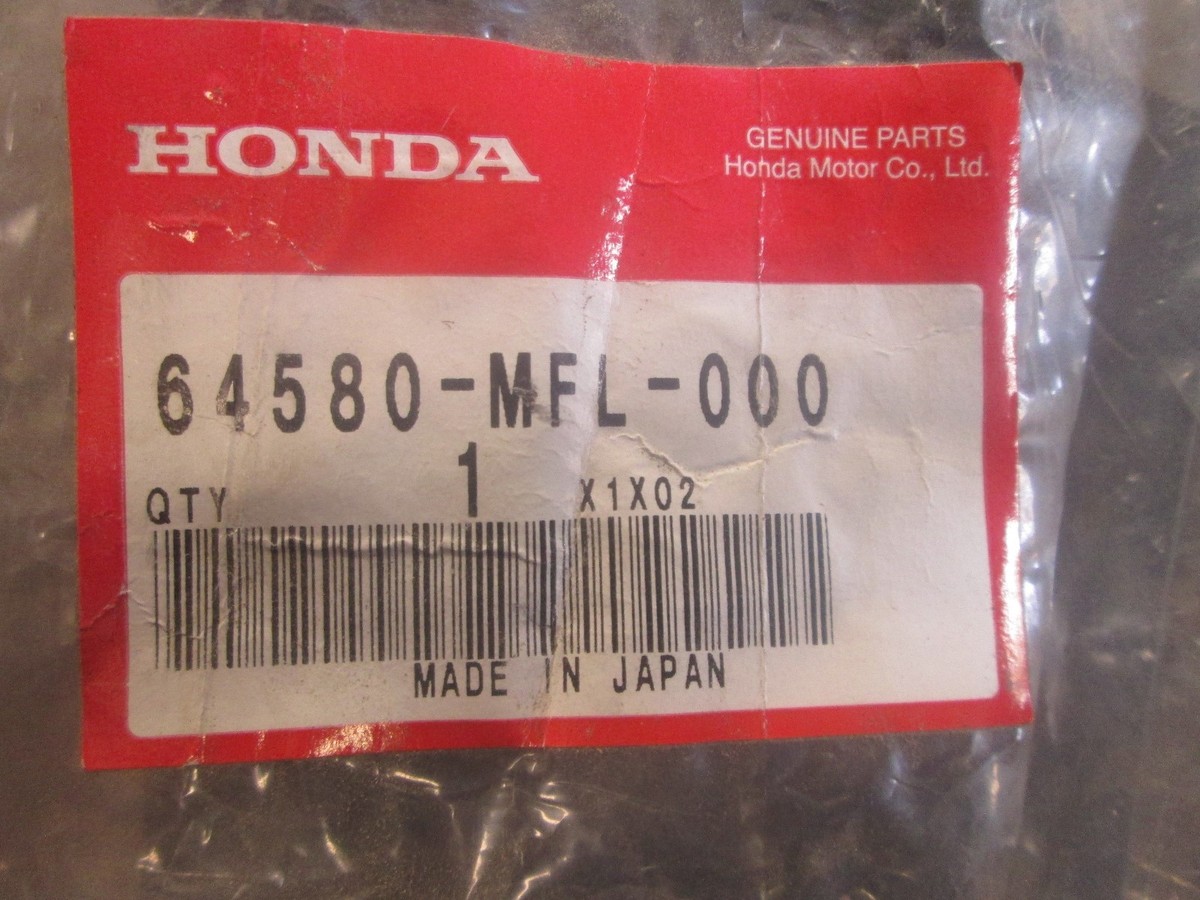 HONDA
GENUINE PARTS
Honda Motor Co., Ltd.
64580-MFL-000
QTY 1 X1X02
MADE IN JAPAN